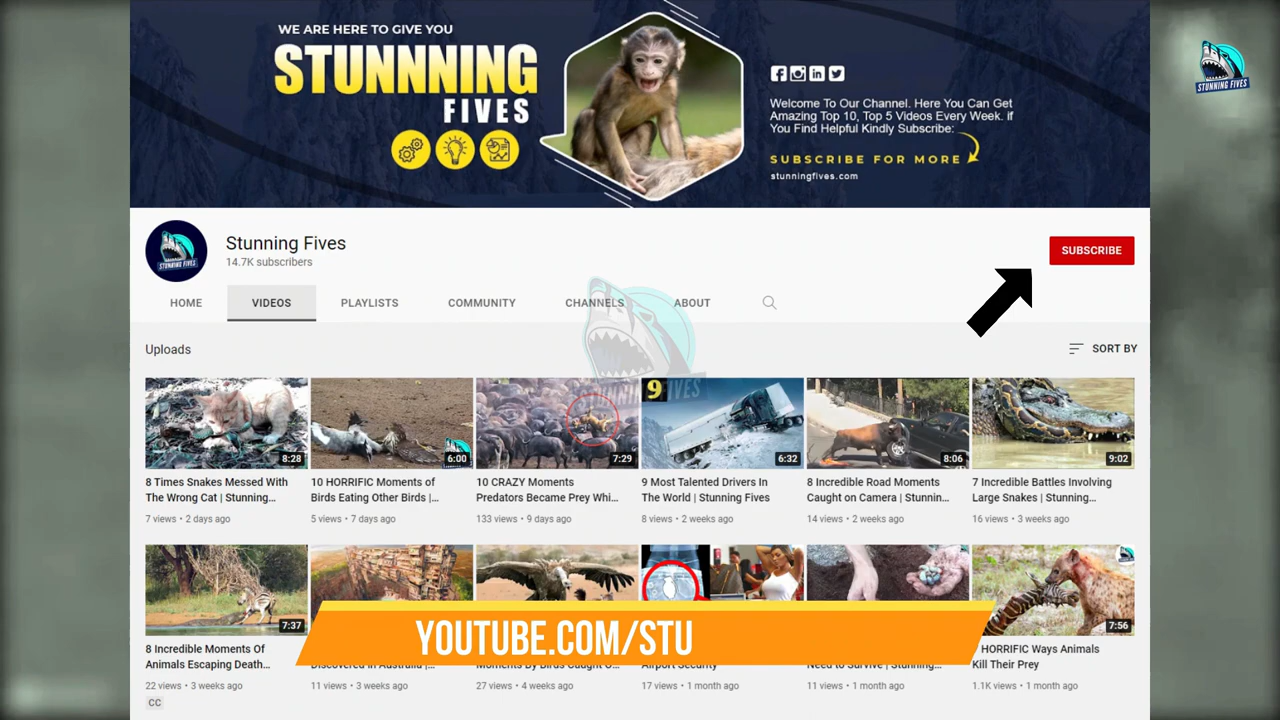 WE ARE HERE TO GIVE YOU
STUNNNING
FIVES
Welcome To Our Channel. Here You Can Get
Amazing Top 10, Top 5 Videos Every Week. if
You Find Helpful Kindly Subscribe:
SUBSCRIBE FOR MORE
stunningfives.com
STUNNING FIVES
STUNNING FIVES
Stunning Fives
14.7K subscribers
SUBSCRIBE
HOME VIDEOS PLAYLISTS COMMUNITY CHANNELS ABOUT
Uploads
SORT BY
9
8:28 6:00 7:29 6:32 8:06 9:02
8 Times Snakes Messed With
The Wrong Cat | Stunning...
7 views • 2 days ago
10 HORRIFIC Moments of
Birds Eating Other Birds |...
5 views • 7 days ago
10 CRAZY Moments
Predators Became Prey Whi...
133 views • 9 days ago
9 Most Talented Drivers In
The World | Stunning Fives
8 views • 2 weeks ago
8 Incredible Road Moments
Caught on Camera | Stunnin...
14 views • 2 weeks ago
7 Incredible Battles Involving
Large Snakes | Stunning...
16 views • 3 weeks ago
7:37 7:56
8 Incredible Moments Of
Animals Escaping Death...
22 views • 3 weeks ago
CC
11 views • 3 weeks ago
27 views • 4 weeks ago
17 views • 1 month ago
11 views • 1 month ago
HORRIFIC Ways Animals
Kill Their Prey
1.1K views • 1 month ago
YOUTUBE.COM/STU